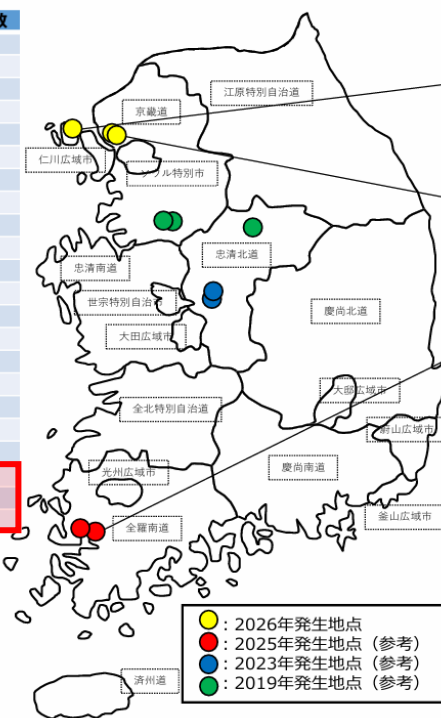 数
江原特別自治道
京畿道
仁川広域市
ソウル特別市
忠清南道
忠清北道
世宗特別自治市
大田広域市
慶尚北道
大邱広域市
全北特別自治道
蔚山広域市
光州広域市
慶尚南道
全羅南道
釜山広域市
済州道
：2026年発生地点
：2025年発生地点（参考）
：2023年発生地点（参考）
：2019年発生地点（参考）